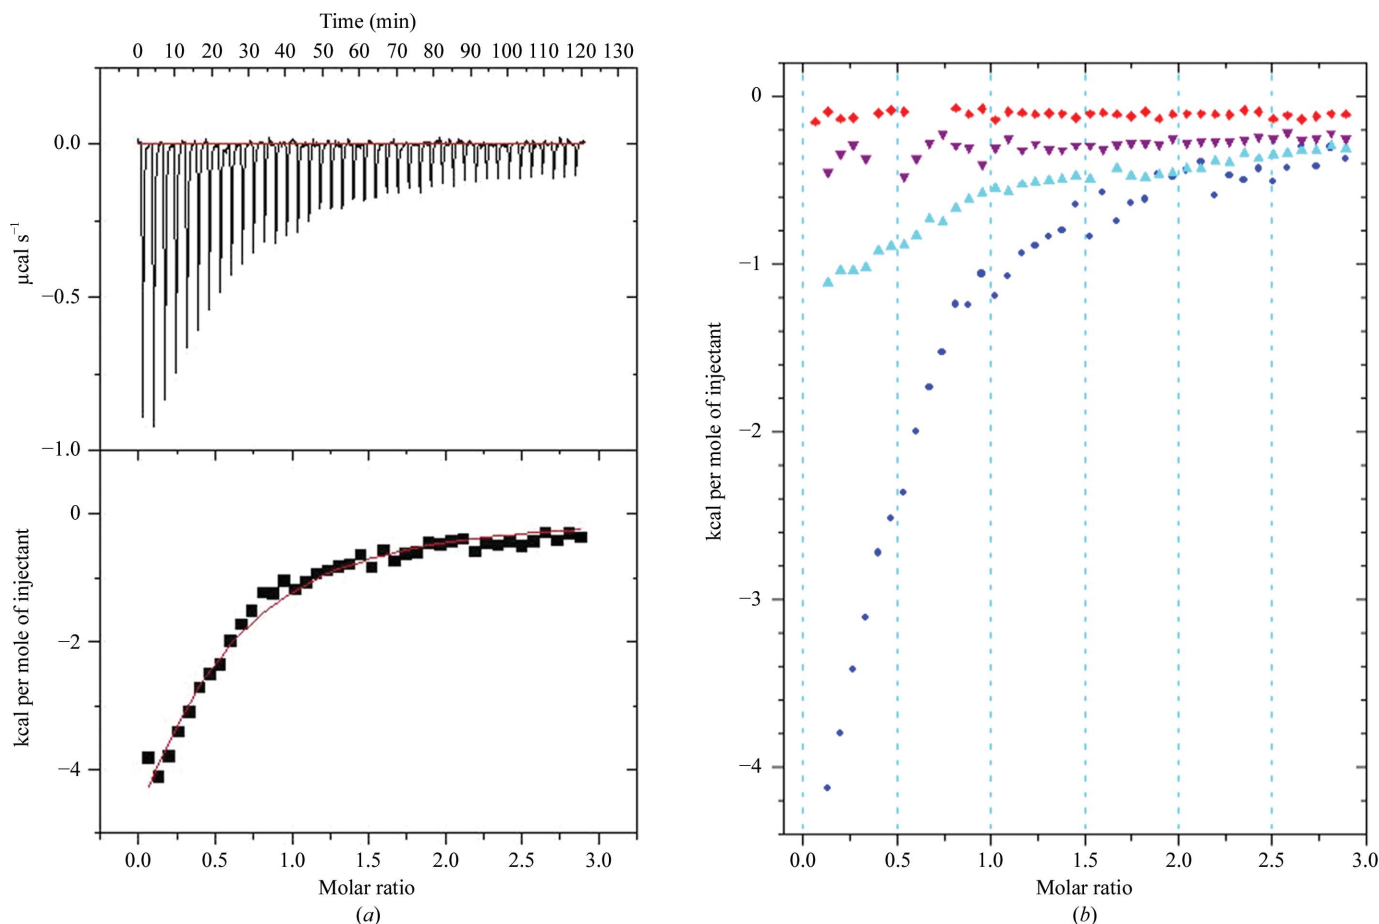 Time (min)
0 10 20 30 40 50 60 70 80 90 100 110 120 130
0.0
−0.5
−1.0
µcal s⁻¹
0
−2
−4
kcal per mole of injectant
0.0 0.5 1.0 1.5 2.0 2.5 3.0
Molar ratio
(a)
0
−1
−2
−3
−4
kcal per mole of injectant
0.0 0.5 1.0 1.5 2.0 2.5 3.0
Molar ratio
(b)